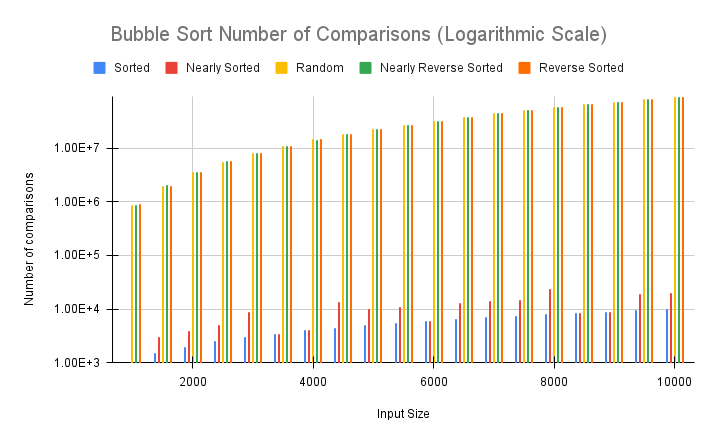 Bubble Sort Number of Comparisons (Logarithmic Scale)
Sorted Nearly Sorted Random Nearly Reverse Sorted Reverse Sorted
Number of comparisons
1.00E+7
1.00E+6
1.00E+5
1.00E+4
1.00E+3
2000 4000 6000 8000 10000
Input Size